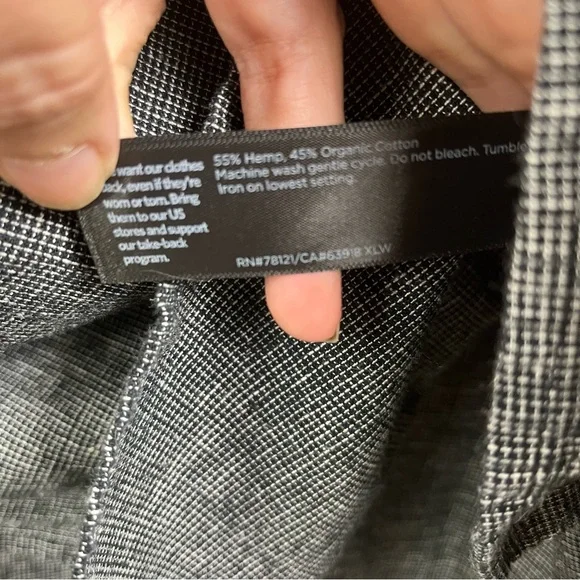 want our clothes
back, even if they're
worn or torn. Bring
them to our US
stores and support
our take-back
program.
55% Hemp, 45% Organic Cotton
Machine wash gentle cycle. Do not bleach. Tumble
Iron on lowest setting.
RN#78121/CA#63918 XLW